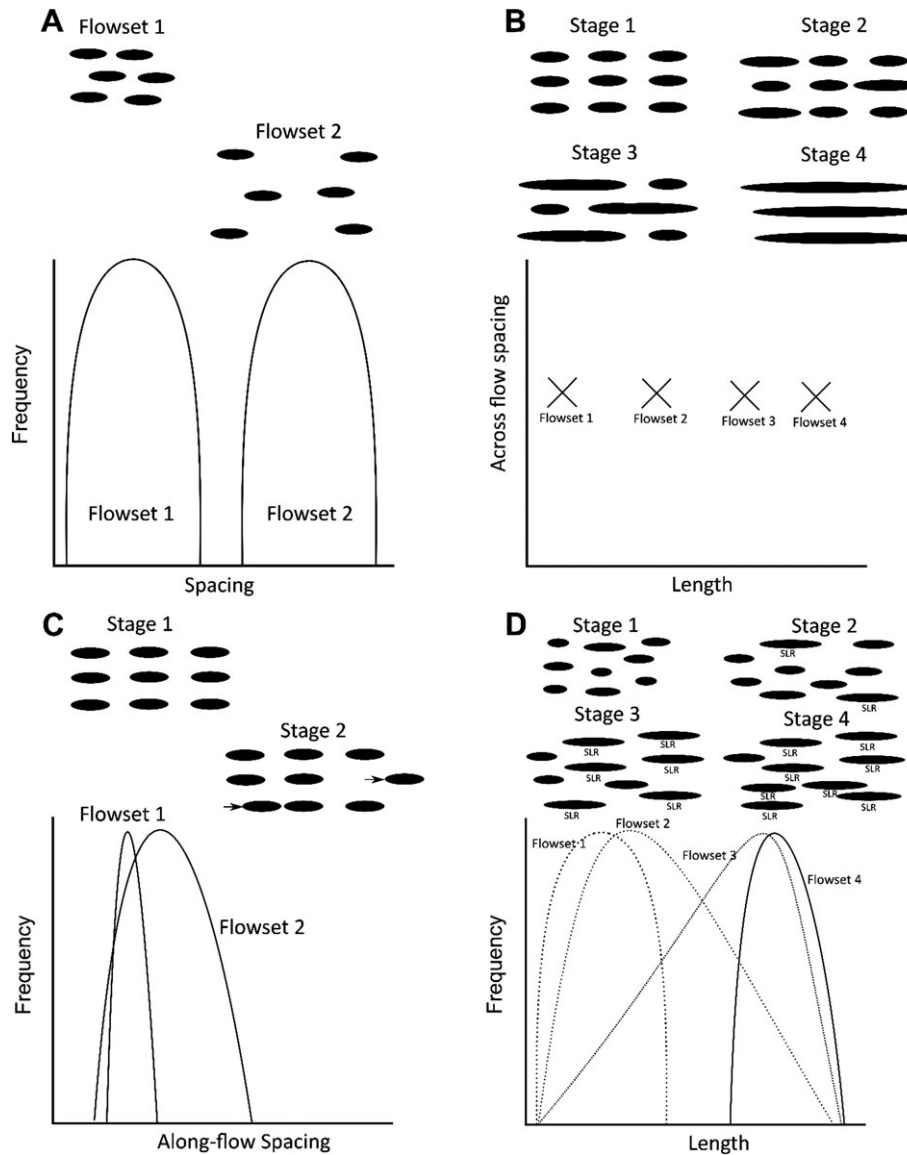 A
Flowset 1
Flowset 2
Frequency
Flowset 1
Flowset 2
Spacing
B
Stage 1
Stage 2
Stage 3
Stage 4
Across flow spacing
Flowset 1
Flowset 2
Flowset 3
Flowset 4
Length
C
Stage 1
Stage 2
Flowset 1
Flowset 2
Frequency
Along-flow Spacing
D
Stage 1
Stage 2
SLR
SLR
Stage 3
Stage 4
SLR
SLR
SLR
SLR
SLR
SLR
SLR
SLR
SLR
SLR
SLR
SLR
SLR
Flowset 1
Flowset 2
Flowset 3
Flowset 4
Frequency
Length